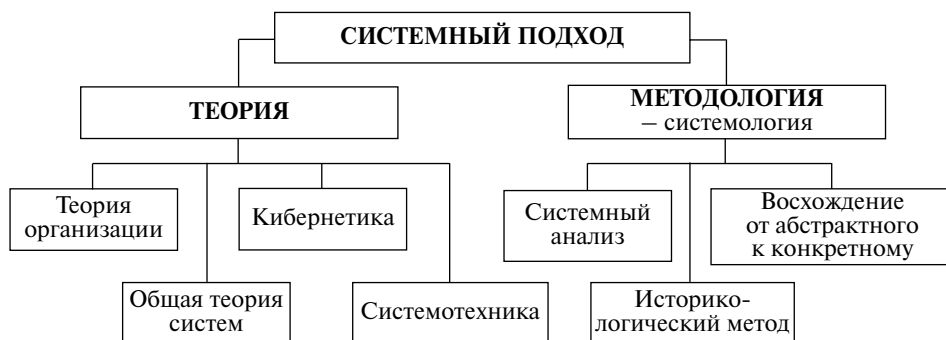 СИСТЕМНЫЙ ПОДХОД
ТЕОРИЯ
МЕТОДОЛОГИЯ
– системология
Теория
организации
Кибернетика
Системный
анализ
Восхождение
от абстрактного
к конкретному
Общая теория
систем
Системотехника
Историко-
логический метод